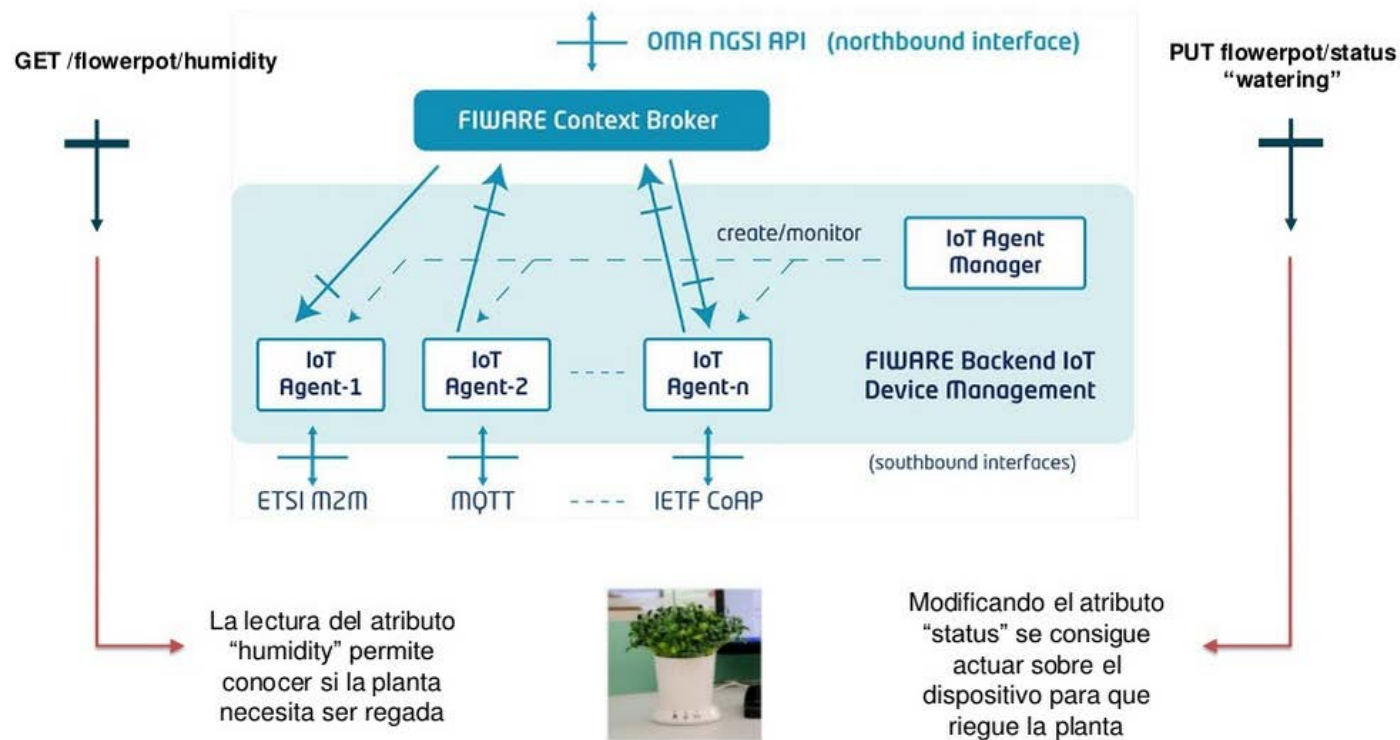 OMA NGSI API (northbound interface)
GET /flowerpot/humidity
PUT flowerpot/status
“watering”
FIWARE Context Broker
create/monitor
IoT Agent
Manager
IoT
Agent-1
IoT
Agent-2
IoT
Agent-n
FIWARE Backend IoT
Device Management
(southbound interfaces)
ETSI M2M
MQTT
IETF CoAP
La lectura del atributo
“humidity” permite
conocer si la planta
necesita ser regada
Modificando el atributo
“status” se consigue
actuar sobre el
dispositivo para que
riegue la planta